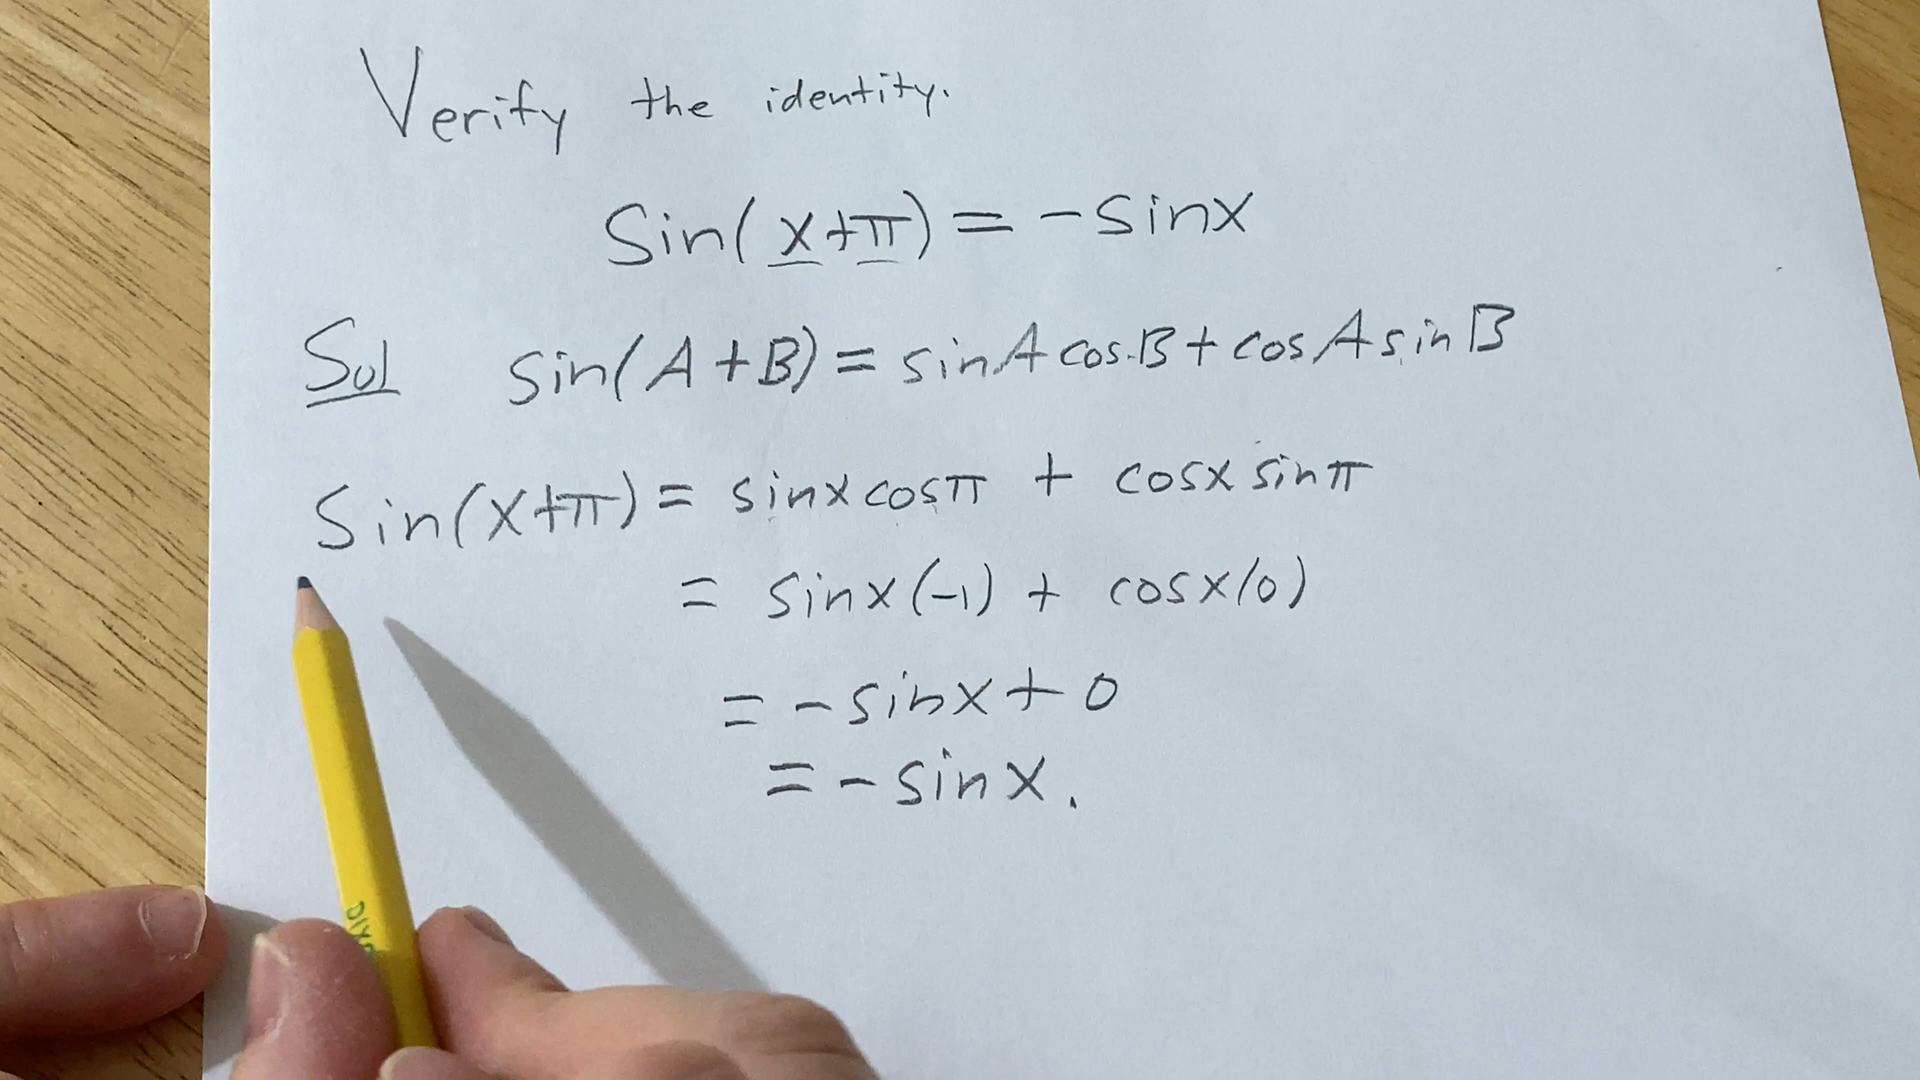 Verify the identity.
Sin(x+π) = -sinx
Sol sin(A+B) = sinA cosB + cosA sinB
Sin(x+π) = sinx cosπ + cosx sinπ
= sinx(-1) + cosx(0)
= -sinx + 0
= -sinx.